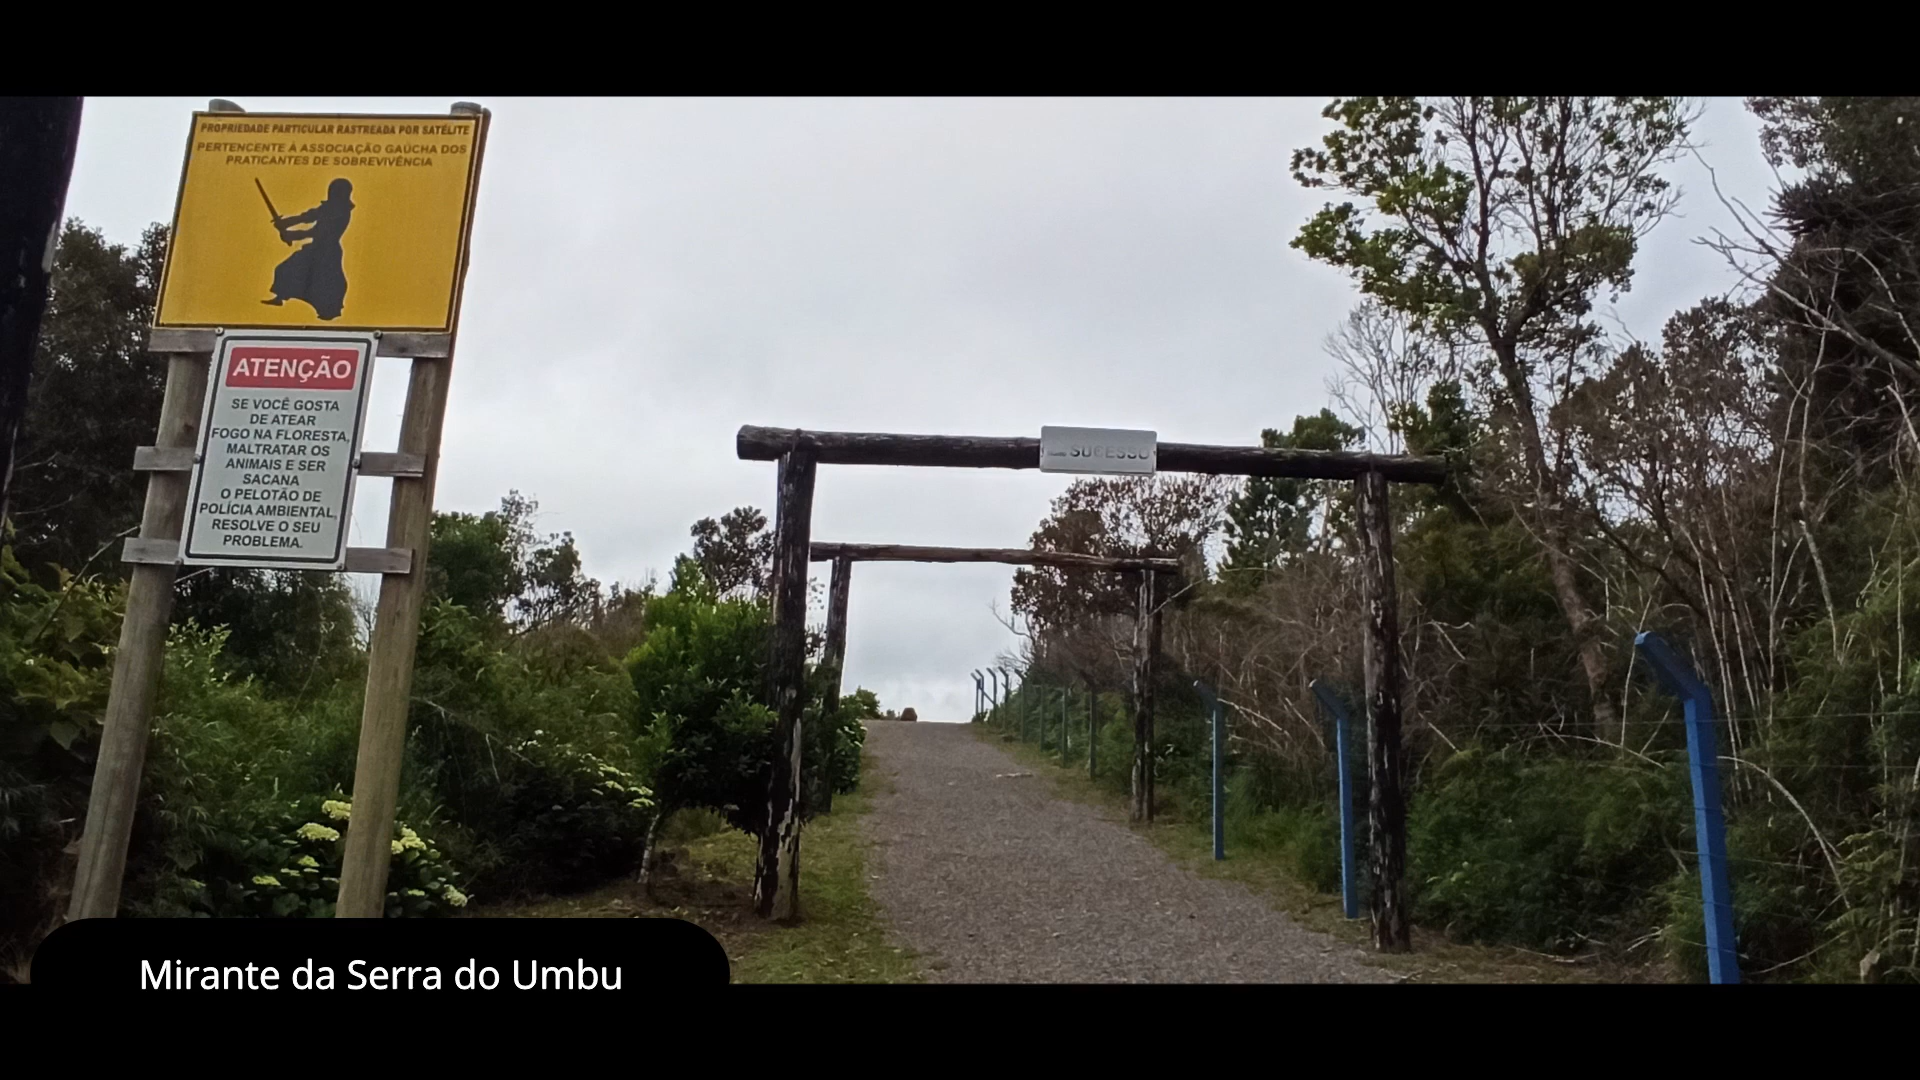 PROPRIEDADE PARTICULAR RASTREADA POR SATÉLITE
PERTENCENTE À ASSOCIAÇÃO GAÚCHA DOS
PRATICANTES DE SOBREVIVÊNCIA
ATENÇÃO
SE VOCÊ GOSTA
DE ATEAR
FOGO NA FLORESTA,
MALTRATAR OS
ANIMAIS E SER
SACANA
O PELOTÃO DE
POLÍCIA AMBIENTAL,
RESOLVE O SEU
PROBLEMA.
SUCESSO
Mirante da Serra do Umbu